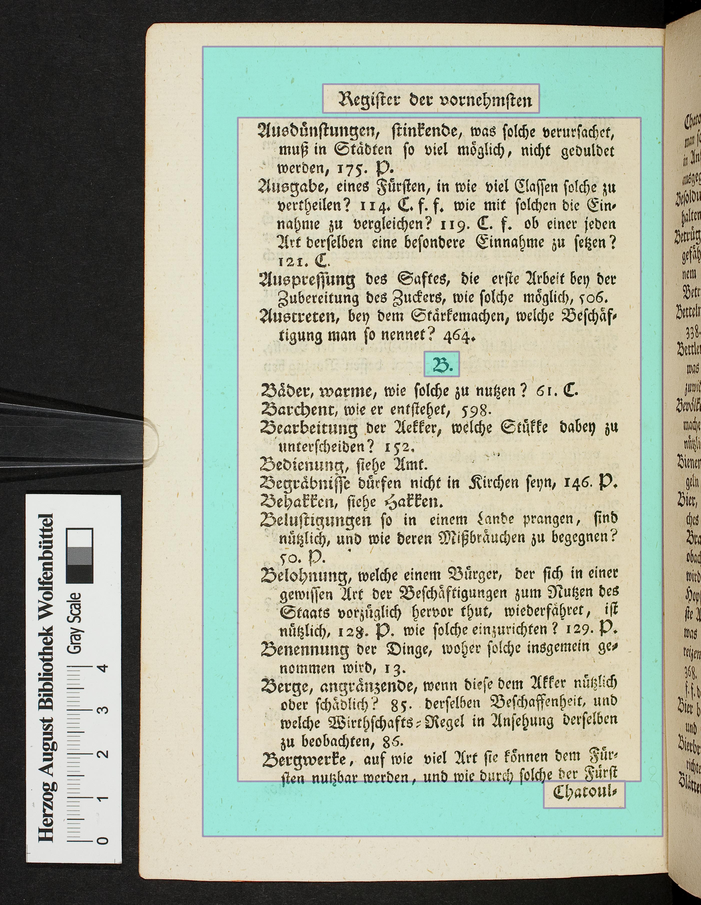 Regiſter der vornehmſten
Ausdünſtungen, ſtinkende, was ſolche verurſachet,
muß in Städten ſo viel möglich, nicht geduldet
werden, 175. P.
Ausgabe, eines Fürſten, in wie viel Claſſen ſolche zu
vertheilen? 114. C. f. f. wie mit ſolchen die Ein-
nahme zu vergleichen? 119. C. f. ob einer jeden
Art derſelben eine beſondere Einnahme zu ſetzen?
121. C.
Auspreſſung des Saftes, die erſte Arbeit bey der
Zubereitung des Zuckers, wie ſolche möglich, 506.
Austreten, bey dem Stärkemachen, welche Beſchäf-
tigung man ſo nennet? 464.
B.
Bäder, warme, wie ſolche zu nutzen? 61. C.
Barchent, wie er entſtehet, 598.
Bearbeitung der Aekker, welche Stükke dabey zu
unterſcheiden? 152.
Bedienung, ſiehe Amt.
Begräbniſſe dürfen nicht in Kirchen ſeyn, 146. P.
Behakken, ſiehe Hakken.
Beluſtigungen ſo in einem Lande prangen, ſind
nützlich, und wie deren Mißbräuchen zu begegnen?
50. P.
Belohnung, welche einem Bürger, der ſich in einer
gewiſſen Art der Beſchäftigungen zum Nutzen des
Staats vorzüglich hervor thut, wiederfähret, iſt
nützlich, 128. P. wie ſolche einzurichten? 129. P.
Benennung der Dinge, woher ſolche insgemein ge-
nommen wird, 13.
Berge, angränzende, wenn dieſe dem Akker nützlich
oder ſchädlich? 85. derſelben Beſchaffenheit, und
welche Wirthſchafts-Regel in Anſehung derſelben
zu beobachten, 86.
Bergwerke, auf wie viel Art ſie können dem Für-
ſten nutzbar werden, und wie durch ſolche der Fürſt
Chatoul-
Herzog August Bibliothek Wolfenbüttel
Gray Scale
0 1 2 3 4